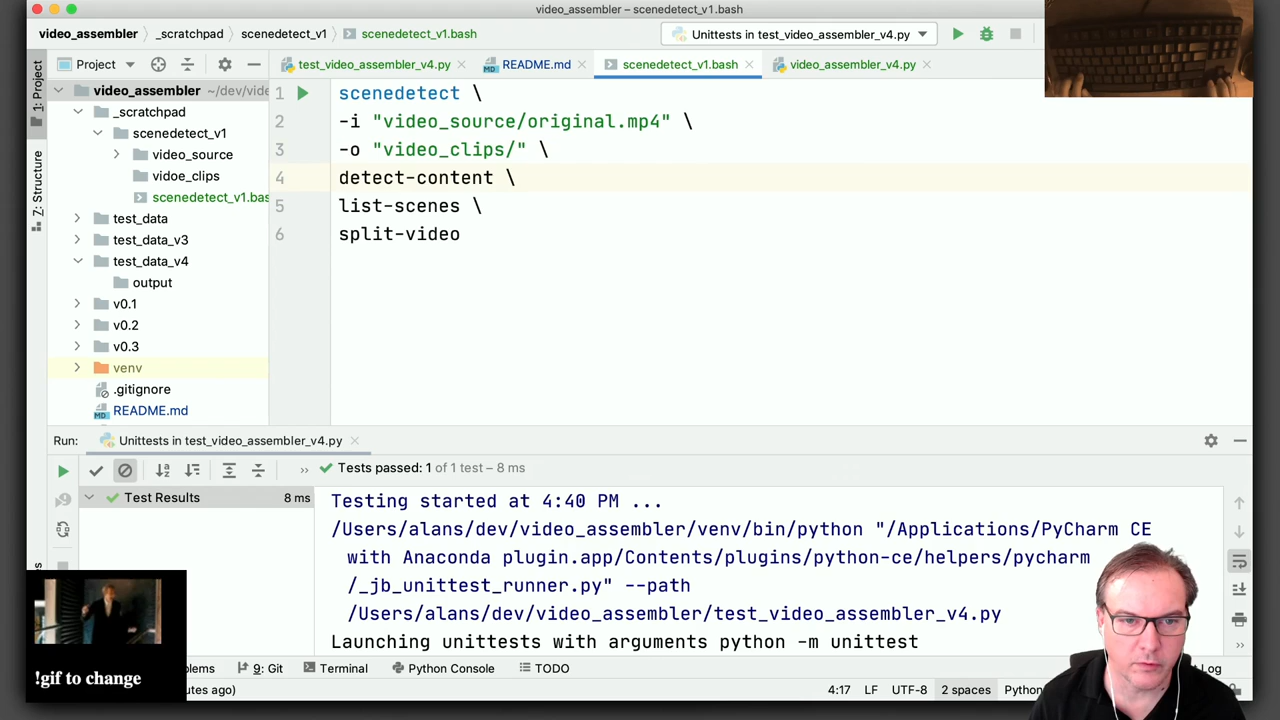 video_assembler – scenedetect_v1.bash
video_assembler _scratchpad scenedetect_v1 scenedetect_v1.bash Unittests in test_video_assembler_v4.py
1: Project
Project test_video_assembler_v4.py README.md scenedetect_v1.bash video_assembler_v4.py
video_assembler ~/dev/vide
_scratchpad
scenedetect_v1
video_source
vidoe_clips
scenedetect_v1.bas
test_data
test_data_v3
test_data_v4
output
v0.1
v0.2
v0.3
venv
.gitignore
README.md
Z: Structure
1 scenedetect \
2 -i "video_source/original.mp4" \
3 -o "video_clips/" \
4 detect-content \
5 list-scenes \
6 split-video
Run: Unittests in test_video_assembler_v4.py
Tests passed: 1 of 1 test – 8 ms
Test Results 8 ms
Testing started at 4:40 PM ...
/Users/alans/dev/video_assembler/venv/bin/python "/Applications/PyCharm CE
with Anaconda plugin.app/Contents/plugins/python-ce/helpers/pycharm
/_jb_unittest_runner.py" --path
/Users/alans/dev/video_assembler/test_video_assembler_v4.py
Launching unittests with arguments python -m unittest
!gif to change
blems 9: Git Terminal Python Console TODO Log
utes ago) 4:17 LF UTF-8 2 spaces Python